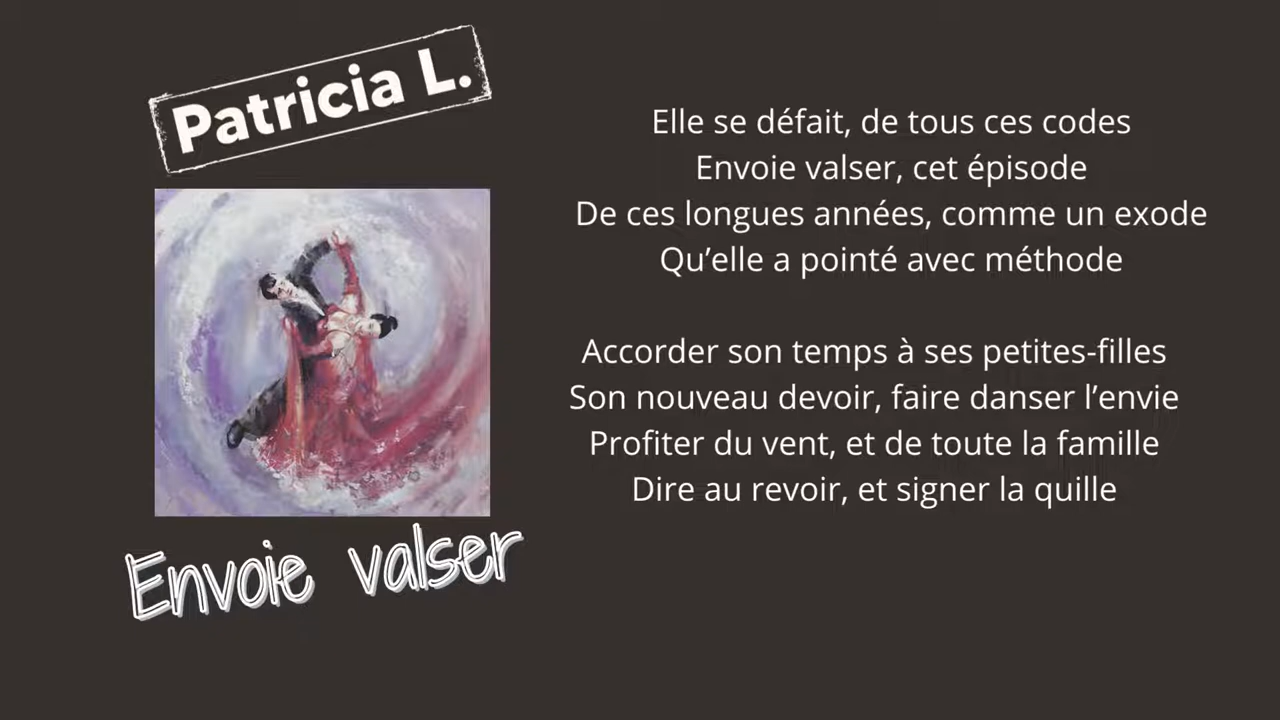 Patricia L.
Envoie valser
Elle se défait, de tous ces codes
Envoie valser, cet épisode
De ces longues années, comme un exode
Qu’elle a pointé avec méthode
Accorder son temps à ses petites-filles
Son nouveau devoir, faire danser l’envie
Profiter du vent, et de toute la famille
Dire au revoir, et signer la quille